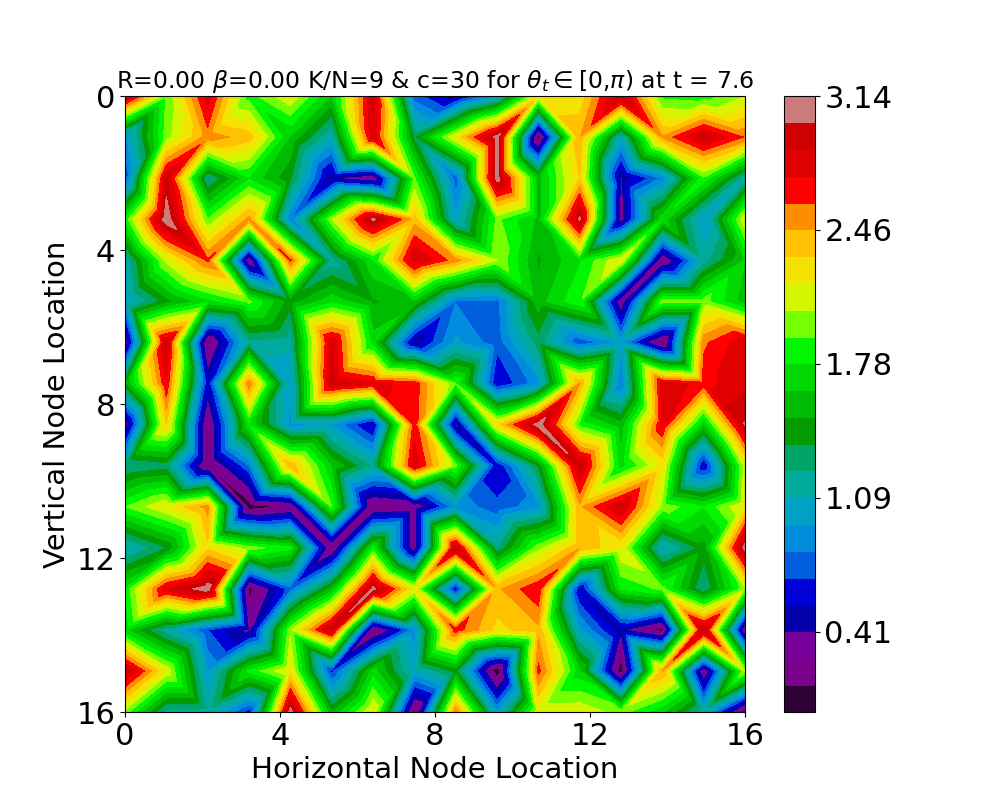 R=0.00 β=0.00 K/N=9 & c=30 for θ_t ∈ [0,π) at t = 7.6
0
4
8
12
16
Vertical Node Location
0 4 8 12 16
Horizontal Node Location
3.14
2.46
1.78
1.09
0.41